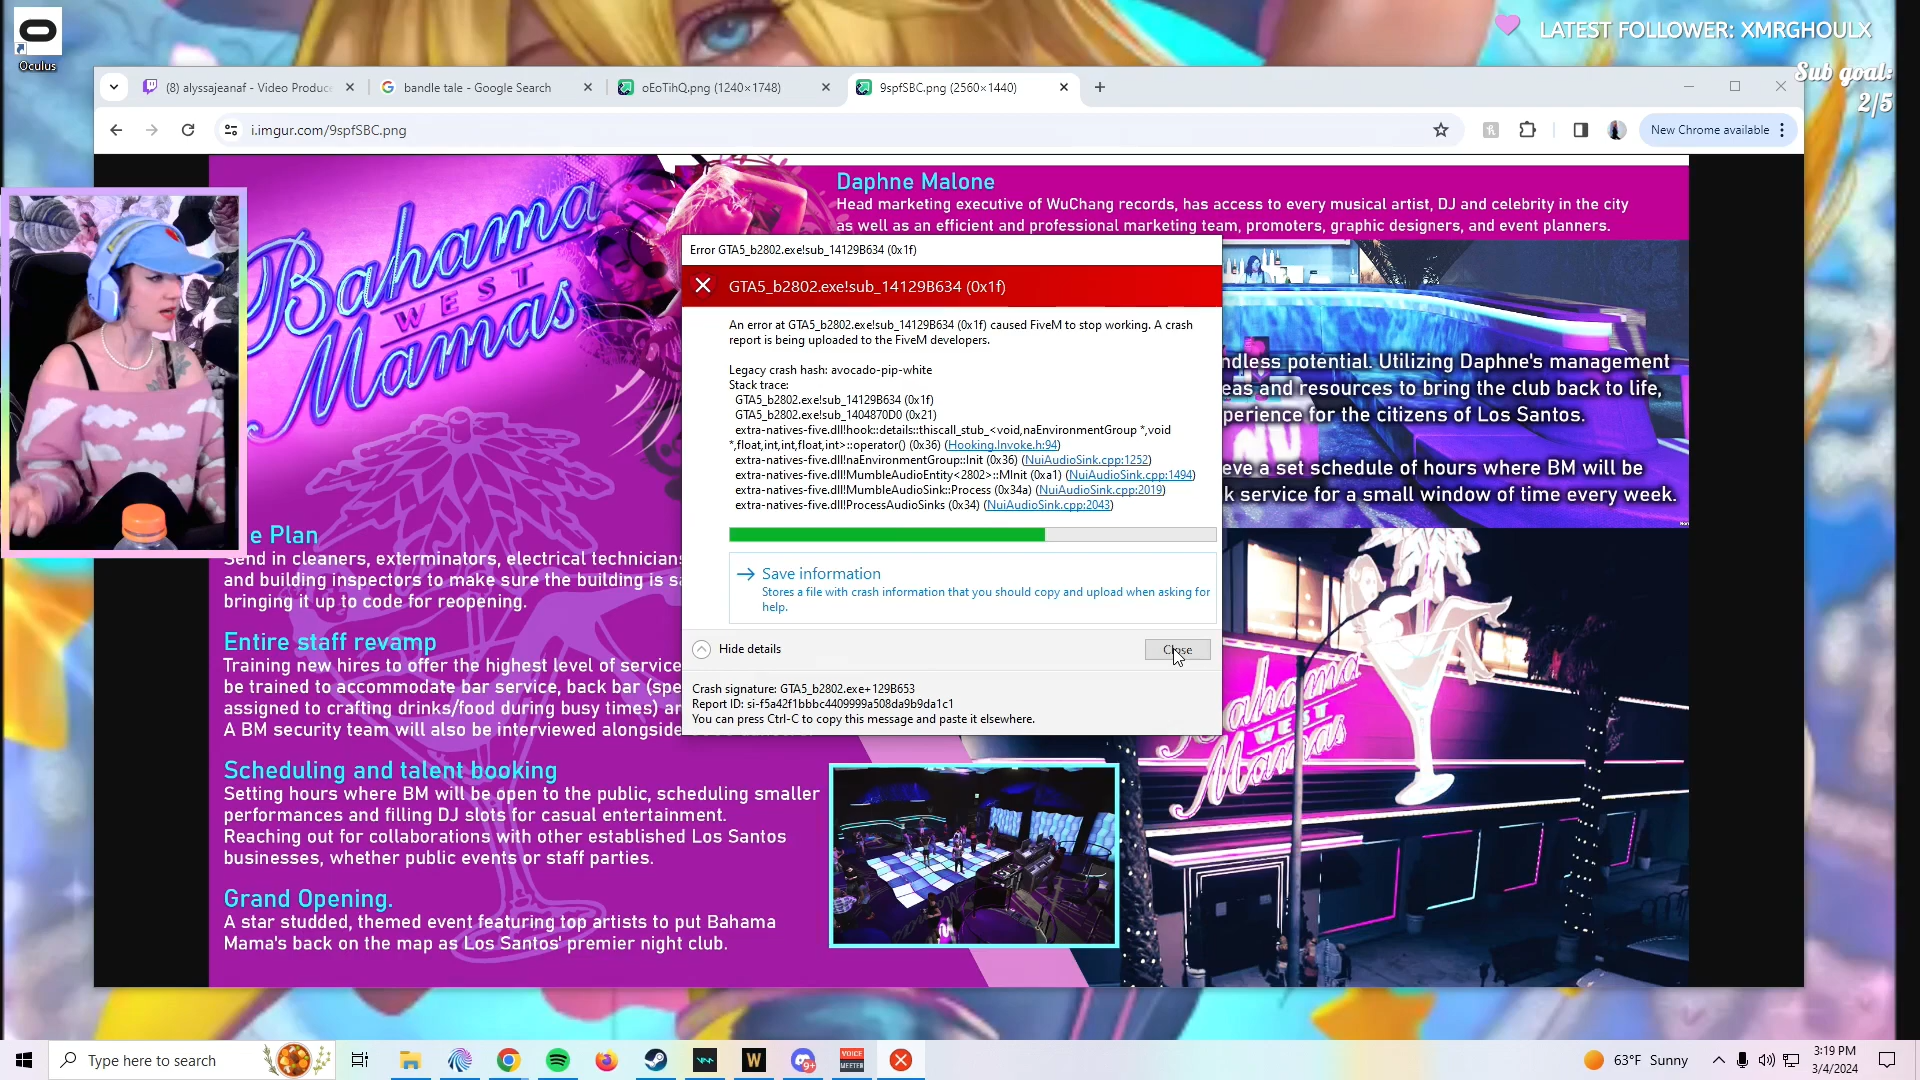 LATEST FOLLOWER: XMRGHOULX
Sub goal:
2/5
Oculus
(8) alyssajeanaf - Video Produce
bandle tale - Google Search
oEoTihQ.png (1240×1748)
9spfSBC.png (2560×1440)
i.imgur.com/9spfSBC.png
New Chrome available
Bahama
WEST
Mamas
Daphne Malone
Head marketing executive of WuChang records, has access to every musical artist, DJ and celebrity in the city
as well as an efficient and professional marketing team, promoters, graphic designers, and event planners.
Error GTA5_b2802.exe!sub_14129B634 (0x1f)
GTA5_b2802.exe!sub_14129B634 (0x1f)
An error at GTA5_b2802.exe!sub_14129B634 (0x1f) caused FiveM to stop working. A crash
report is being uploaded to the FiveM developers.
Legacy crash hash: avocado-pip-white
Stack trace:
GTA5_b2802.exe!sub_14129B634 (0x1f)
GTA5_b2802.exe!sub_1404870D0 (0x21)
extra-natives-five.dll!hook::details::thiscall_stub_<void,naEnvironmentGroup *,void
*,float,int,int,float,int>::operator() (0x36) (Hooking.Invoke.h:94)
extra-natives-five.dll!naEnvironmentGroup::Init (0x36) (NuiAudioSink.cpp:1252)
extra-natives-five.dll!MumbleAudioEntity<2802>::MInit (0xa1) (NuiAudioSink.cpp:1494)
extra-natives-five.dll!MumbleAudioSink::Process (0x34a) (NuiAudioSink.cpp:2019)
extra-natives-five.dll!ProcessAudioSinks (0x34) (NuiAudioSink.cpp:2043)
Save information
Stores a file with crash information that you should copy and upload when asking for
help.
Hide details
Close
Crash signature: GTA5_b2802.exe+129B653
Report ID: si-f5a42f1bbbc4409999a508da9b9da1c1
You can press Ctrl-C to copy this message and paste it elsewhere.
ndless potential. Utilizing Daphne's management
eas and resources to bring the club back to life,
perience for the citizens of Los Santos.
eve a set schedule of hours where BM will be
k service for a small window of time every week.
e Plan
Send in cleaners, exterminators, electrical technicians
and building inspectors to make sure the building is sa
bringing it up to code for reopening.
Entire staff revamp
Training new hires to offer the highest level of service
be trained to accommodate bar service, back bar (spe
assigned to crafting drinks/food during busy times) an
A BM security team will also be interviewed alongside
Scheduling and talent booking
Setting hours where BM will be open to the public, scheduling smaller
performances and filling DJ slots for casual entertainment.
Reaching out for collaborations with other established Los Santos
businesses, whether public events or staff parties.
Grand Opening.
A star studded, themed event featuring top artists to put Bahama
Mama's back on the map as Los Santos' premier night club.
Bahama
WEST
Mamas
Type here to search
W
9+
VOICE
MEETER
63°F Sunny
3:19 PM
3/4/2024